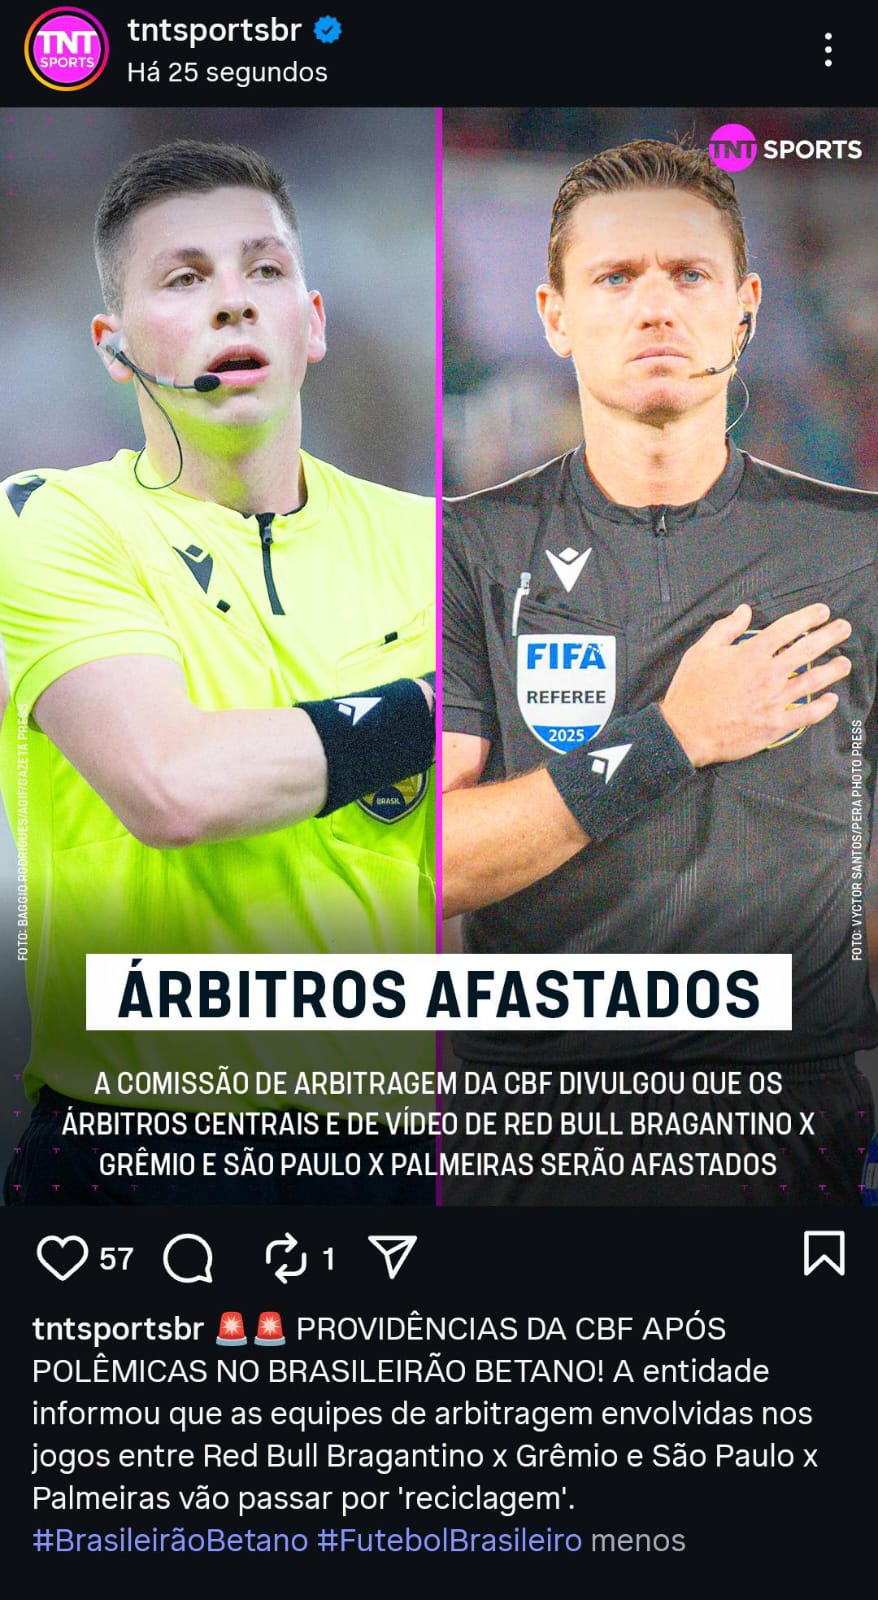 tntsportsbr
Há 25 segundos
TNT
SPORTS
TNT SPORTS
FIFA
REFEREE
2025
BRASIL
FOTO: BAGGIO RODRIGUES/AGIF/GAZETA PRESS
FOTO: VYCTOR SANTOS/PERA PHOTO PRESS
ÁRBITROS AFASTADOS
A COMISSÃO DE ARBITRAGEM DA CBF DIVULGOU QUE OS
ÁRBITROS CENTRAIS E DE VÍDEO DE RED BULL BRAGANTINO X
GRÊMIO E SÃO PAULO X PALMEIRAS SERÃO AFASTADOS
57
1
tntsportsbr 🚨🚨 PROVIDÊNCIAS DA CBF APÓS
POLÊMICAS NO BRASILEIRÃO BETANO! A entidade
informou que as equipes de arbitragem envolvidas nos
jogos entre Red Bull Bragantino x Grêmio e São Paulo x
Palmeiras vão passar por 'reciclagem'.
#BrasileirãoBetano #FutebolBrasileiro menos